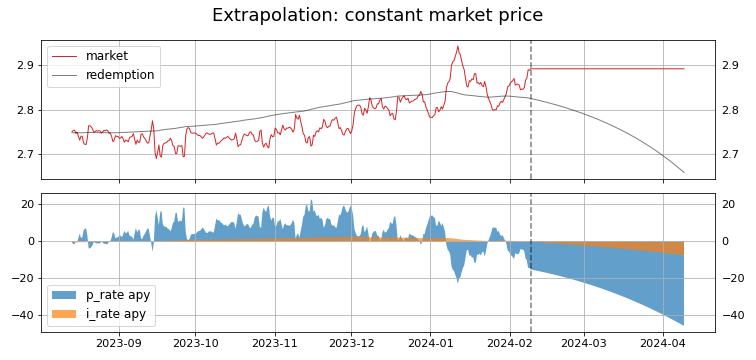 Extrapolation: constant market price
market
redemption
2.9
2.8
2.7
2.9
2.8
2.7
20
0
−20
−40
20
0
−20
−40
p_rate apy
i_rate apy
2023-09 2023-10 2023-11 2023-12 2024-01 2024-02 2024-03 2024-04